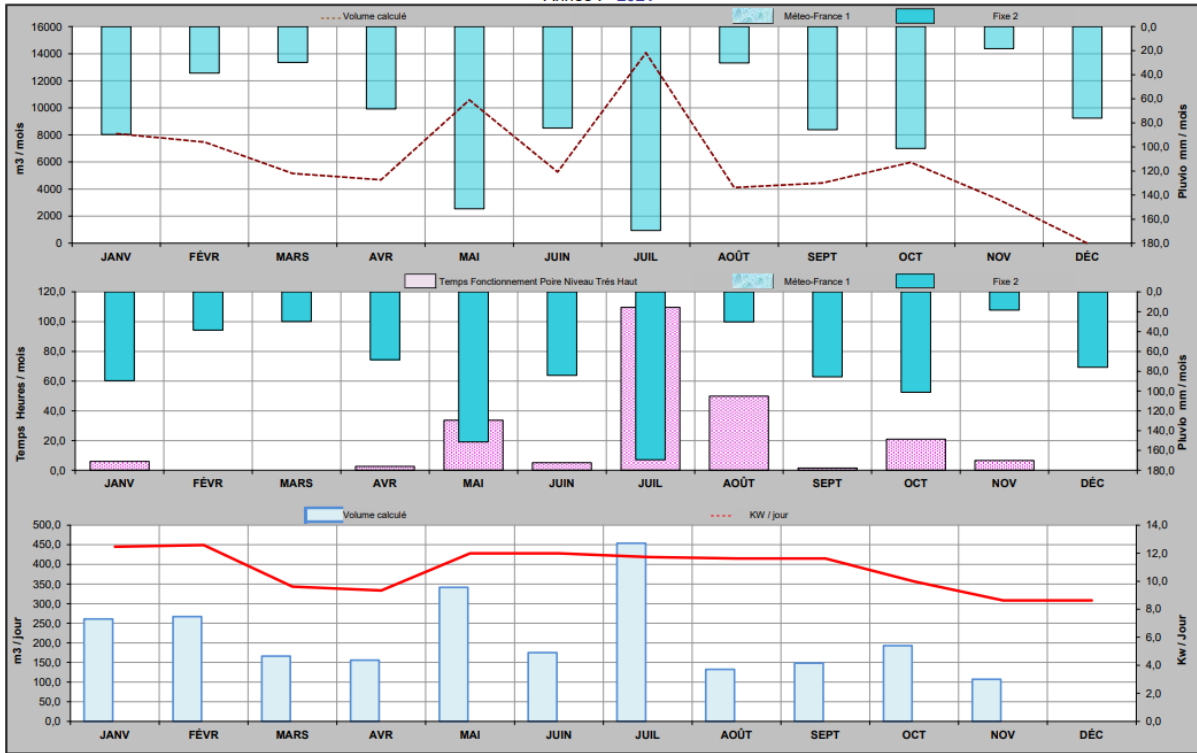 Volume calculé Méteo-France 1 Fixe 2
16000 0,0
14000 20,0
12000 40,0
10000 60,0
8000 80,0
6000 100,0
4000 120,0
2000 140,0
0 160,0
180,0
m3 / mois
Pluvio mm / mois
JANV FÉVR MARS AVR MAI JUIN JUIL AOÛT SEPT OCT NOV DÉC
Temps Fonctionnement Poire Niveau Trés Haut Méteo-France 1 Fixe 2
120,0 0,0
100,0 20,0
80,0 40,0
60,0 60,0
40,0 80,0
20,0 100,0
0,0 120,0
140,0
160,0
180,0
Temps Heures / mois
Pluvio mm / mois
JANV FÉVR MARS AVR MAI JUIN JUIL AOÛT SEPT OCT NOV DÉC
Volume calculé KW / jour
500,0 14,0
450,0 12,0
400,0 10,0
350,0 8,0
300,0 6,0
250,0 4,0
200,0 2,0
150,0 0,0
100,0
50,0
0,0
m3 / jour
Kw / Jour
JANV FÉVR MARS AVR MAI JUIN JUIL AOÛT SEPT OCT NOV DÉC